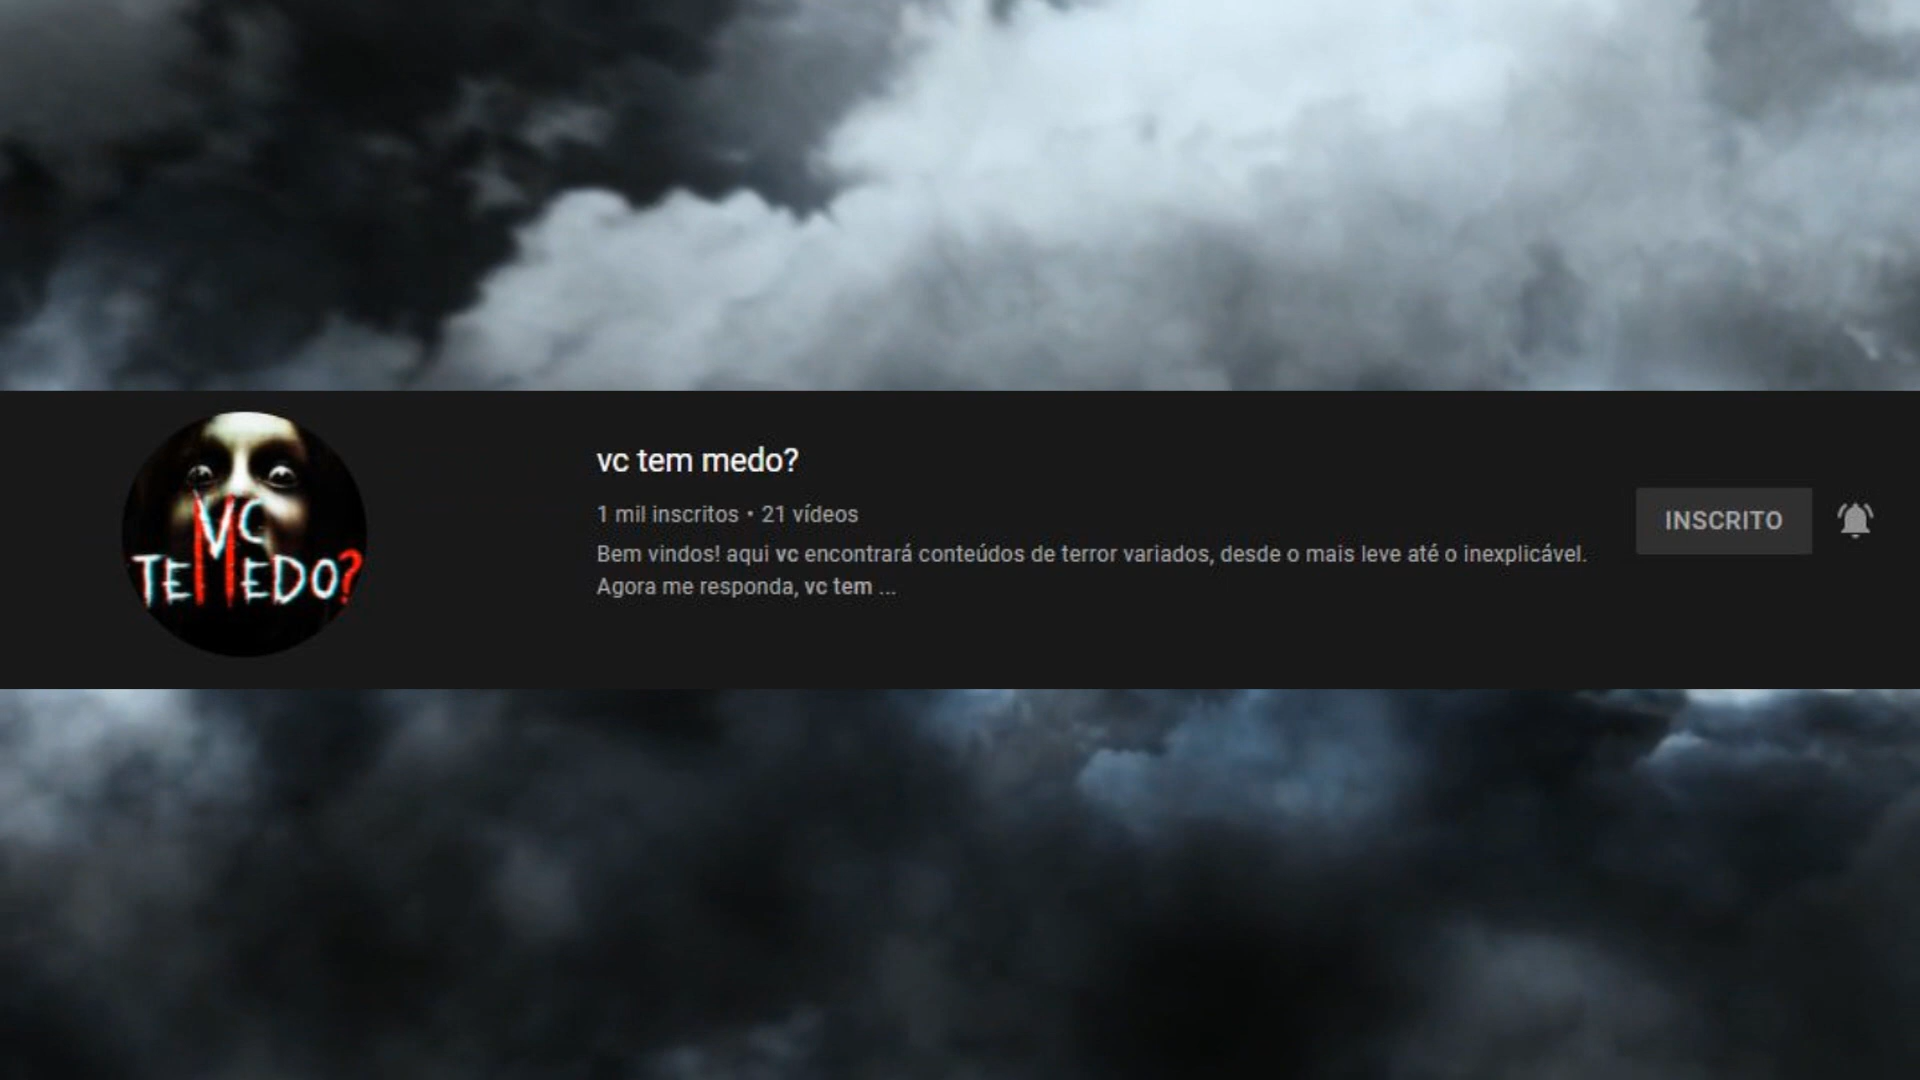 VC
TEMEDO?
vc tem medo?
1 mil inscritos • 21 vídeos
Bem vindos! aqui vc encontrará conteúdos de terror variados, desde o mais leve até o inexplicável.
Agora me responda, vc tem ...
INSCRITO